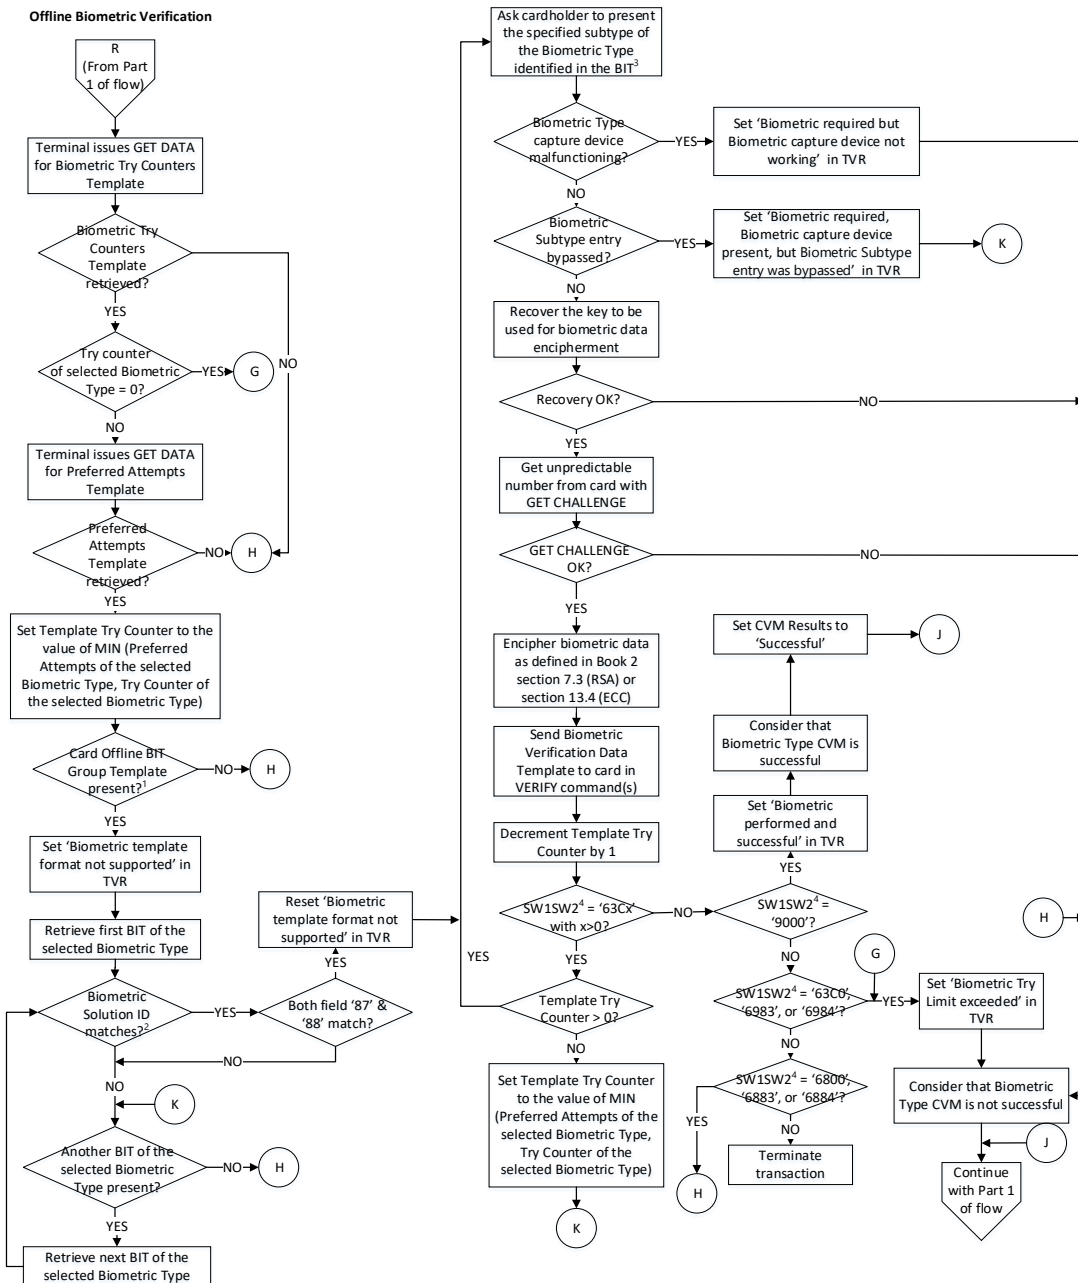 Offline Biometric Verification
R
(From Part
1 of flow)
Terminal issues GET DATA
for Biometric Try Counters
Template
Biometric Try
Counters
Template
retrieved?
YES
NO
Try counter
of selected Biometric
Type = 0?
YES
G
NO
Terminal issues GET DATA
for Preferred Attempts
Template
Preferred
Attempts
Template
retrieved?
NO
H
YES
Set Template Try Counter to the
value of MIN (Preferred
Attempts of the selected
Biometric Type, Try Counter of
the selected Biometric Type)
Card Offline BIT
Group Template
present?1
NO
H
YES
Set ‘Biometric template
format not supported’ in
TVR
Retrieve first BIT of the
selected Biometric Type
Biometric
Solution ID
matches?2
YES
Both field ‘87’ &
‘88’ match?
YES
Reset ‘Biometric
template format not
supported’ in TVR
NO
NO
K
Another BIT of the
selected Biometric
Type present?
NO
H
YES
Retrieve next BIT of the
selected Biometric Type
Ask cardholder to present
the specified subtype of
the Biometric Type
identified in the BIT3
Biometric Type
capture device
malfunctioning?
YES
Set ‘Biometric required but
Biometric capture device not
working’ in TVR
NO
Biometric
Subtype entry
bypassed?
YES
Set ‘Biometric required,
Biometric capture device
present, but Biometric Subtype
entry was bypassed’ in TVR
K
NO
Recover the key to be
used for biometric data
encipherment
Recovery OK?
NO
YES
Get unpredictable
number from card with
GET CHALLENGE
GET CHALLENGE
OK?
NO
YES
Encipher biometric data
as defined in Book 2
section 7.3 (RSA) or
section 13.4 (ECC)
Send Biometric
Verification Data
Template to card in
VERIFY command(s)
Decrement Template Try
Counter by 1
SW1SW24 = ‘63Cx’
with x>0?
NO
YES
Template Try
Counter > 0?
YES
NO
Set Template Try Counter
to the value of MIN
(Preferred Attempts of the
selected Biometric Type,
Try Counter of the
selected Biometric Type)
K
Set CVM Results to
‘Successful’
J
Consider that
Biometric Type CVM is
successful
Set ‘Biometric
performed and
successful’ in TVR
YES
SW1SW24 =
‘9000’?
NO
G
H
SW1SW24 = ‘63C0’,
‘6983’, or ‘6984’?
YES
Set ‘Biometric Try
Limit exceeded’ in
TVR
NO
SW1SW24 = ‘6800’,
‘6883’, or ‘6884’?
YES
H
NO
Terminate
transaction
Consider that Biometric
Type CVM is not successful
J
Continue
with Part 1
of flow